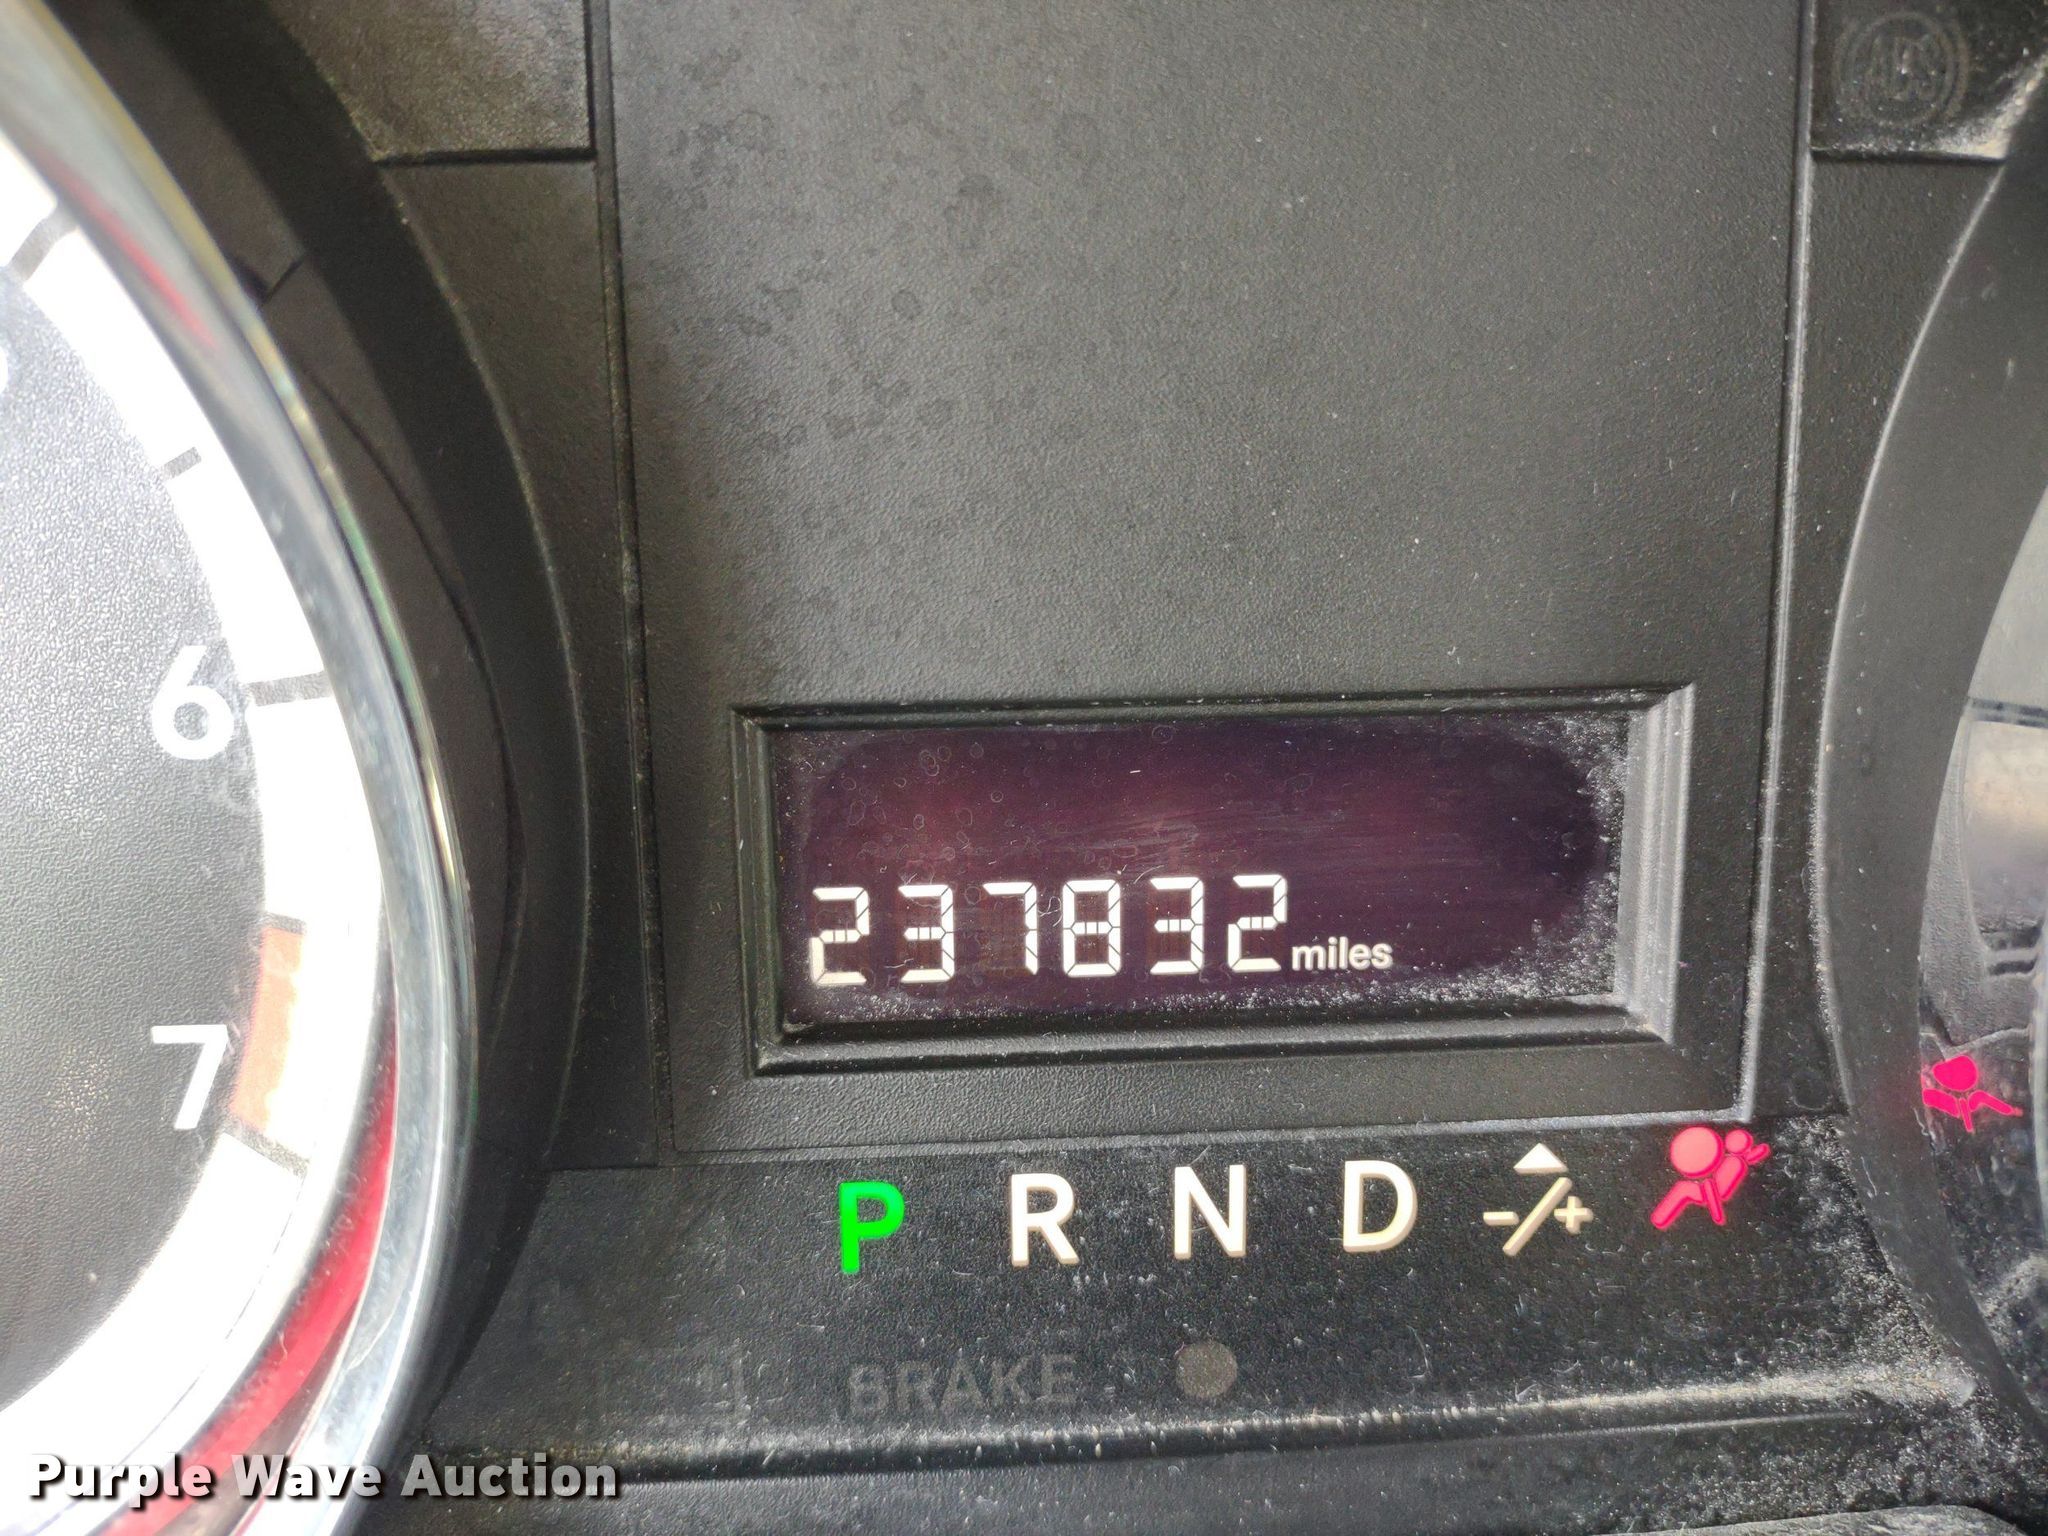 6
7
237832 miles
P R N D -/+
BRAKE
Purple Wave Auction